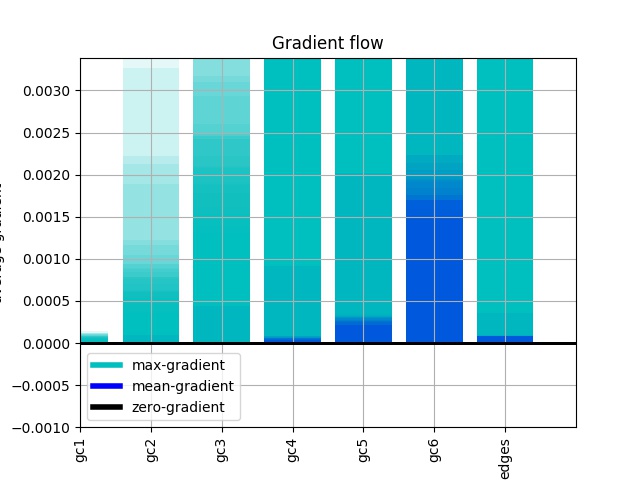 Gradient flow
0.0030
0.0025
0.0020
0.0015
0.0010
0.0005
0.0000
−0.0005
−0.0010
max-gradient
mean-gradient
zero-gradient
gc1
gc2
gc3
gc4
gc5
gc6
edges